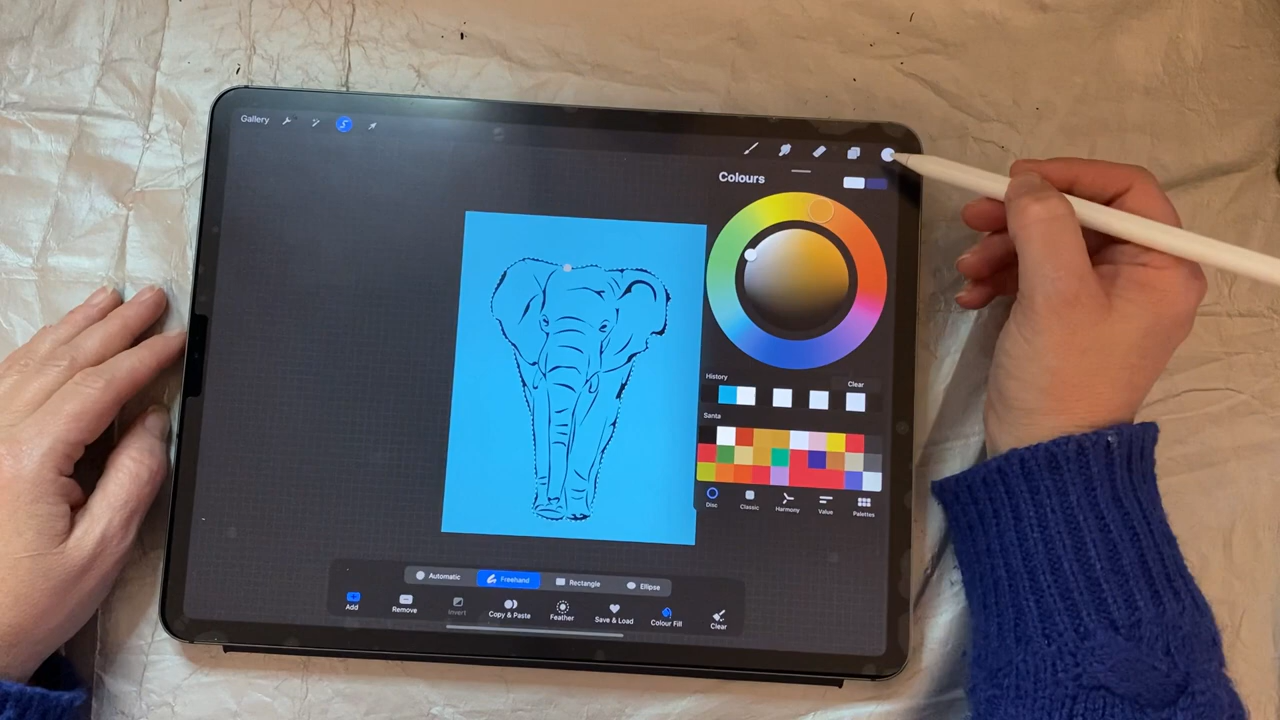 Gallery
Colours
History
Clear
Santa
Disc
Classic
Harmony
Value
Palettes
Automatic
Freehand
Rectangle
Ellipse
Add
Remove
Invert
Copy & Paste
Feather
Save & Load
Colour Fill
Clear